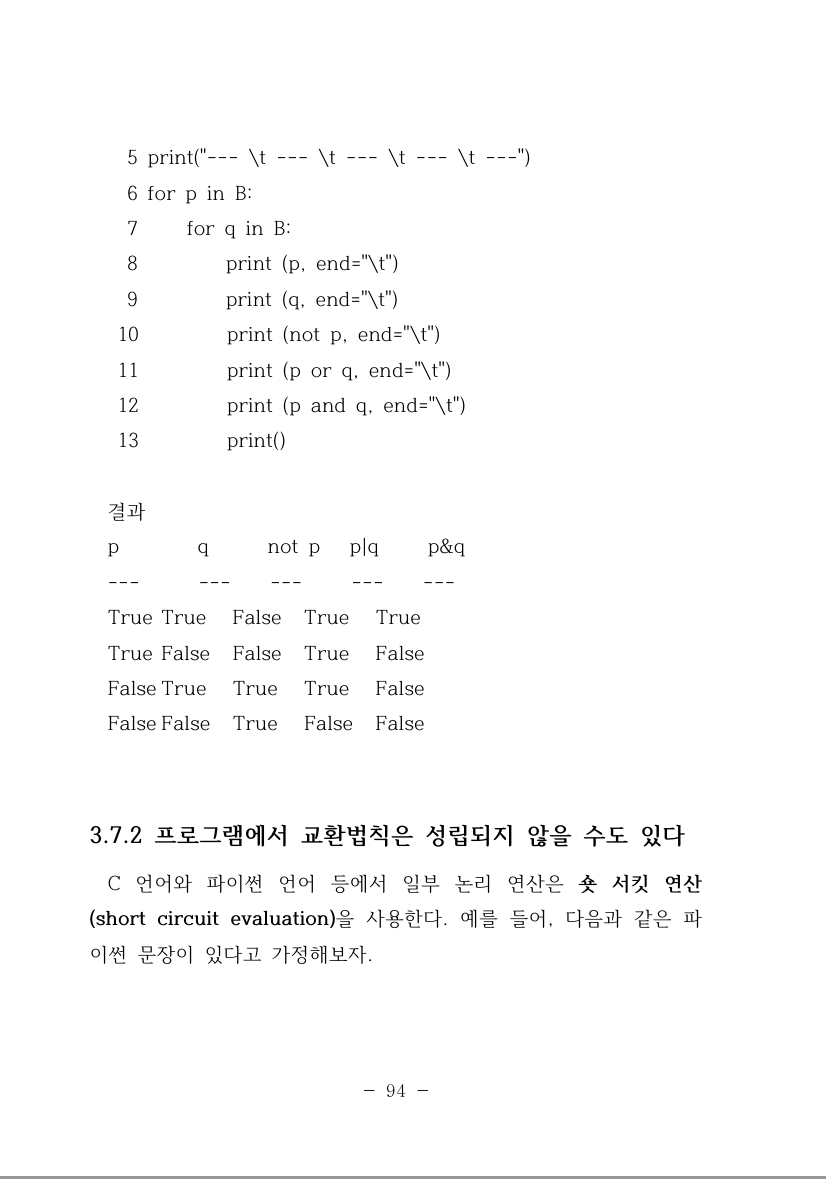 5 print("--- \t --- \t --- \t --- \t ---")
6 for p in B:
7     for q in B:
8         print (p, end="\t")
9         print (q, end="\t")
10         print (not p, end="\t")
11         print (p or q, end="\t")
12         print (p and q, end="\t")
13         print()
결과
p q not p p|q p&q
--- --- --- --- ---
True True False True True
True False False True False
False True True True False
False False True False False
3.7.2 프로그램에서 교환법칙은 성립되지 않을 수도 있다
C 언어와 파이썬 언어 등에서 일부 논리 연산은 숏 서킷 연산
(short circuit evaluation)을 사용한다. 예를 들어, 다음과 같은 파
이썬 문장이 있다고 가정해보자.
- 94 -